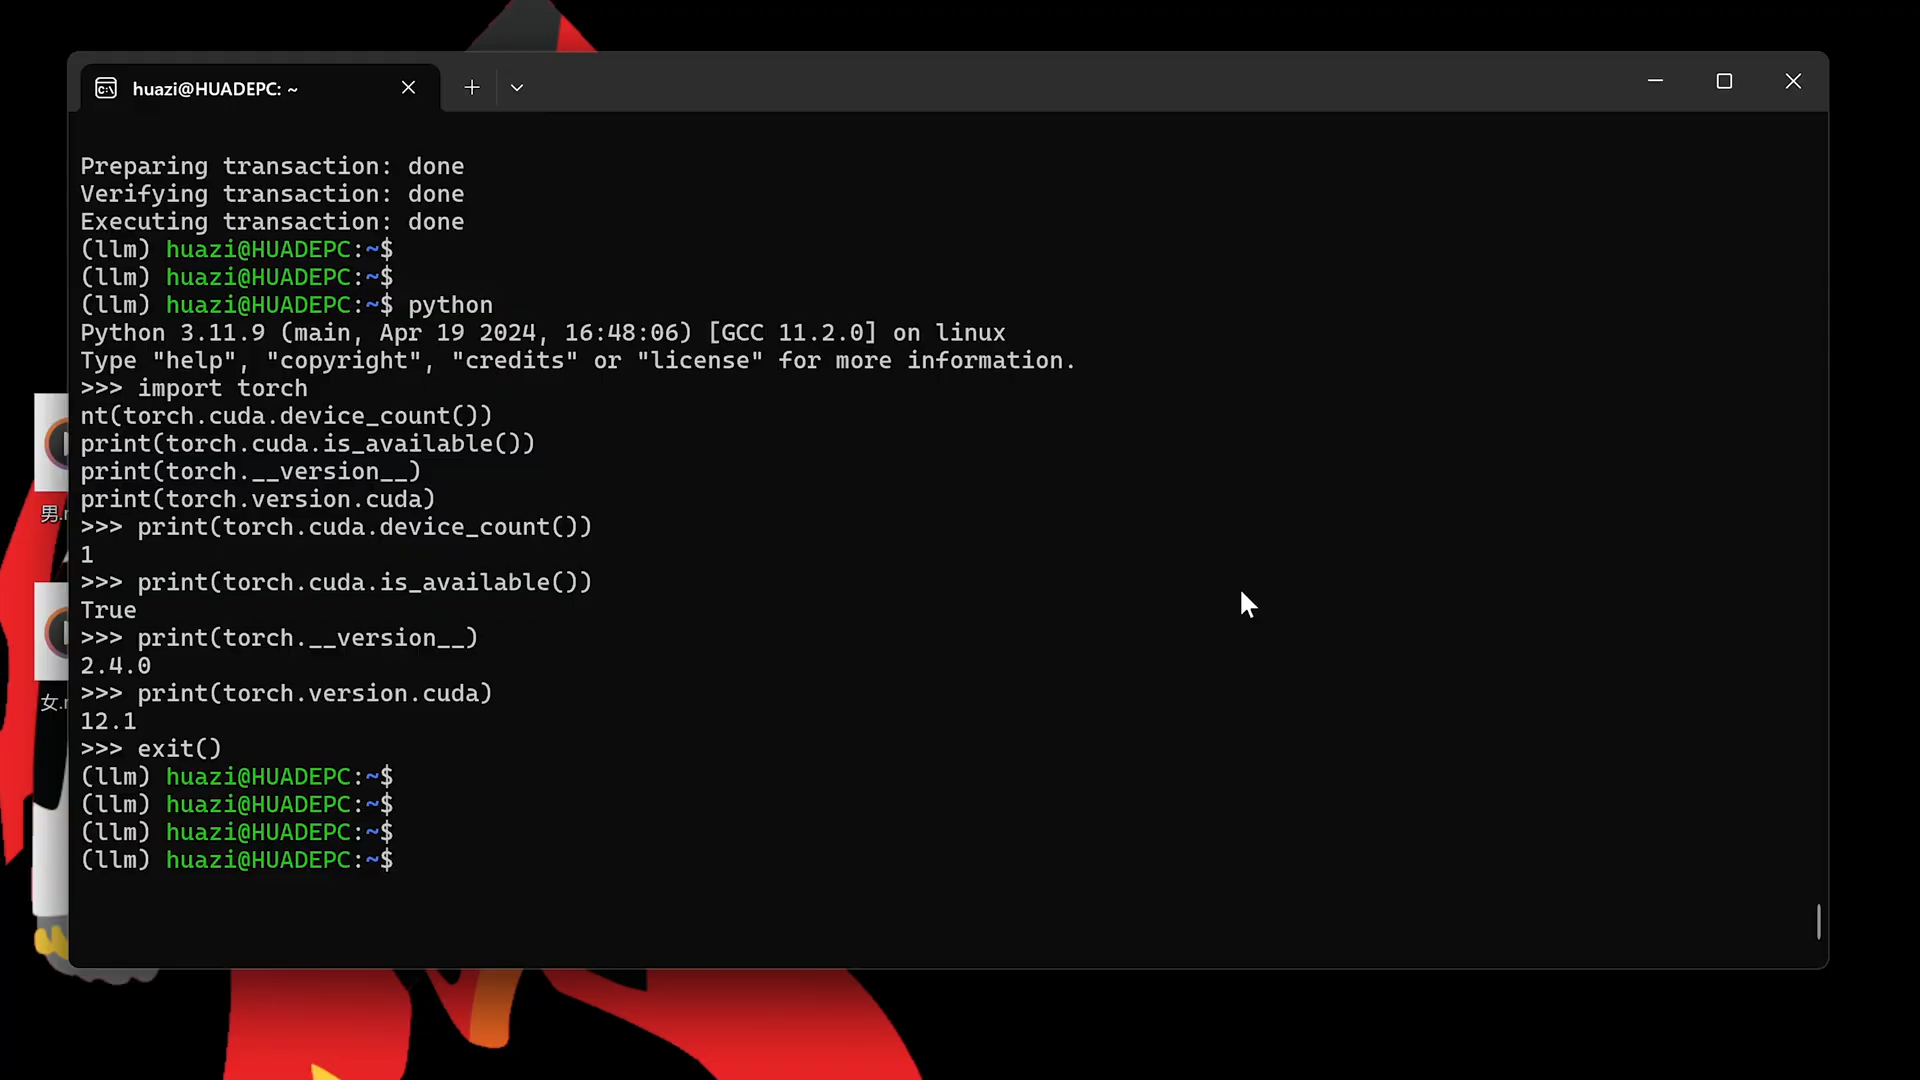 huazi@HUADEPC: ~
Preparing transaction: done
Verifying transaction: done
Executing transaction: done
(llm) huazi@HUADEPC:~$
(llm) huazi@HUADEPC:~$
(llm) huazi@HUADEPC:~$ python
Python 3.11.9 (main, Apr 19 2024, 16:48:06) [GCC 11.2.0] on linux
Type "help", "copyright", "credits" or "license" for more information.
>>> import torch
nt(torch.cuda.device_count())
print(torch.cuda.is_available())
print(torch.__version__)
print(torch.version.cuda)
>>> print(torch.cuda.device_count())
1
>>> print(torch.cuda.is_available())
True
>>> print(torch.__version__)
2.4.0
>>> print(torch.version.cuda)
12.1
>>> exit()
(llm) huazi@HUADEPC:~$
(llm) huazi@HUADEPC:~$
(llm) huazi@HUADEPC:~$
(llm) huazi@HUADEPC:~$
男.
女.